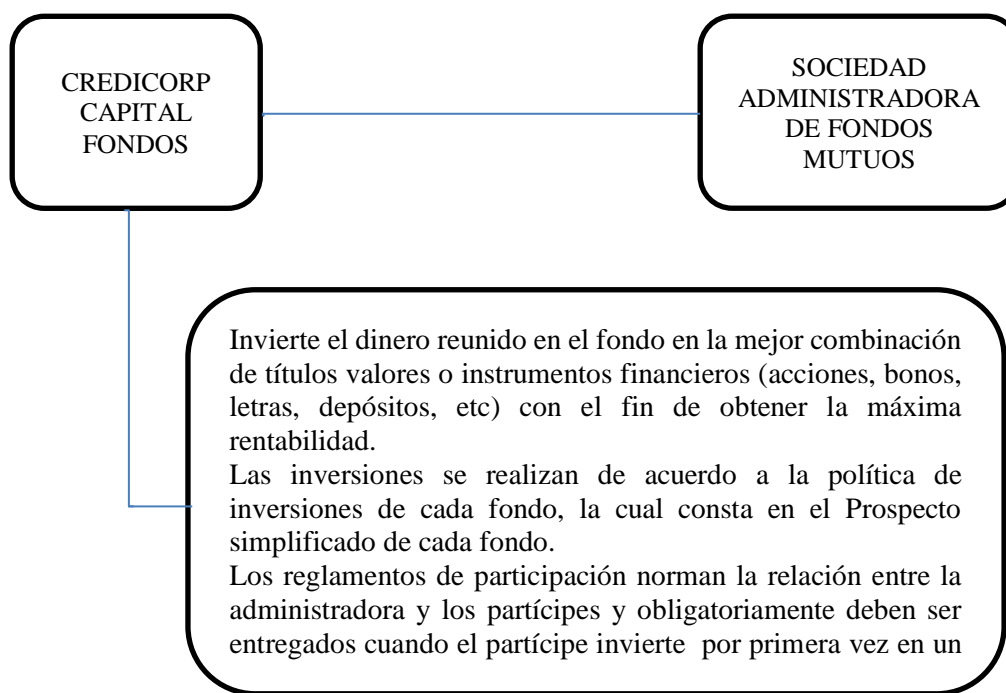 CREDICORP
CAPITAL
FONDOS
SOCIEDAD
ADMINISTRADORA
DE FONDOS
MUTUOS
Invierte el dinero reunido en el fondo en la mejor combinación
de títulos valores o instrumentos financieros (acciones, bonos,
letras, depósitos, etc) con el fin de obtener la máxima
rentabilidad.
Las inversiones se realizan de acuerdo a la política de
inversiones de cada fondo, la cual consta en el Prospecto
simplificado de cada fondo.
Los reglamentos de participación norman la relación entre la
administradora y los partícipes y obligatoriamente deben ser
entregados cuando el partícipe invierte por primera vez en un